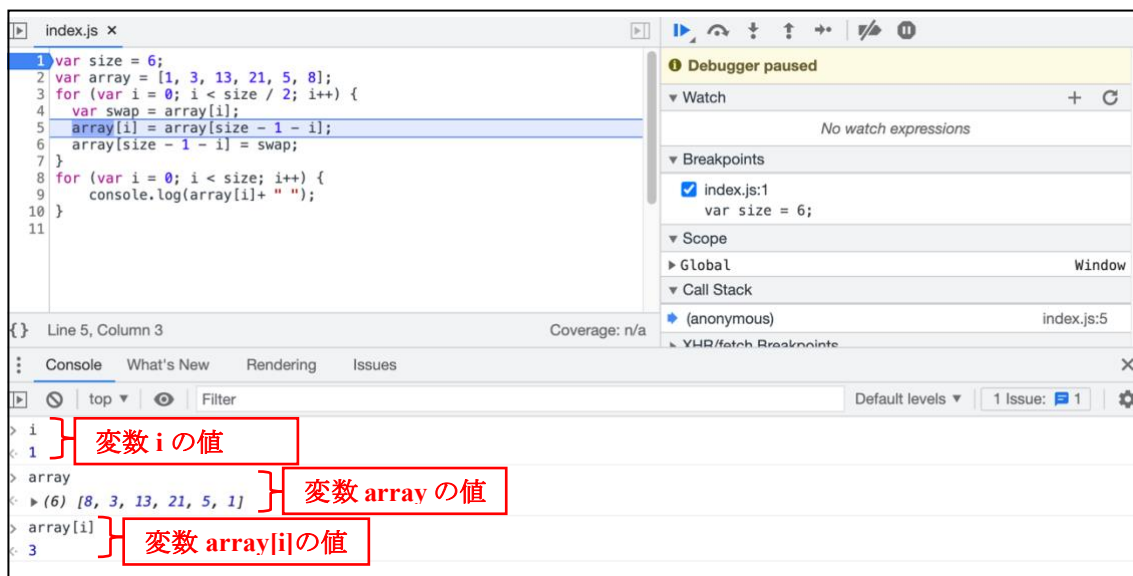 index.js ×
1 var size = 6;
2 var array = [1, 3, 13, 21, 5, 8];
3 for (var i = 0; i < size / 2; i++) {
4 var swap = array[i];
5 array[i] = array[size - 1 - i];
6 array[size - 1 - i] = swap;
7 }
8 for (var i = 0; i < size; i++) {
9 console.log(array[i]+ " ");
10 }
11
{} Line 5, Column 3 Coverage: n/a
Debugger paused
Watch
No watch expressions
Breakpoints
index.js:1
var size = 6;
Scope
Global Window
Call Stack
(anonymous) index.js:5
XHR/fetch Breakpoints
Console What's New Rendering Issues
top Filter Default levels 1 Issue: 1
i
1
変数 i の値
array
(6) [8, 3, 13, 21, 5, 1]
変数 array の値
array[i]
3
変数 array[i]の値